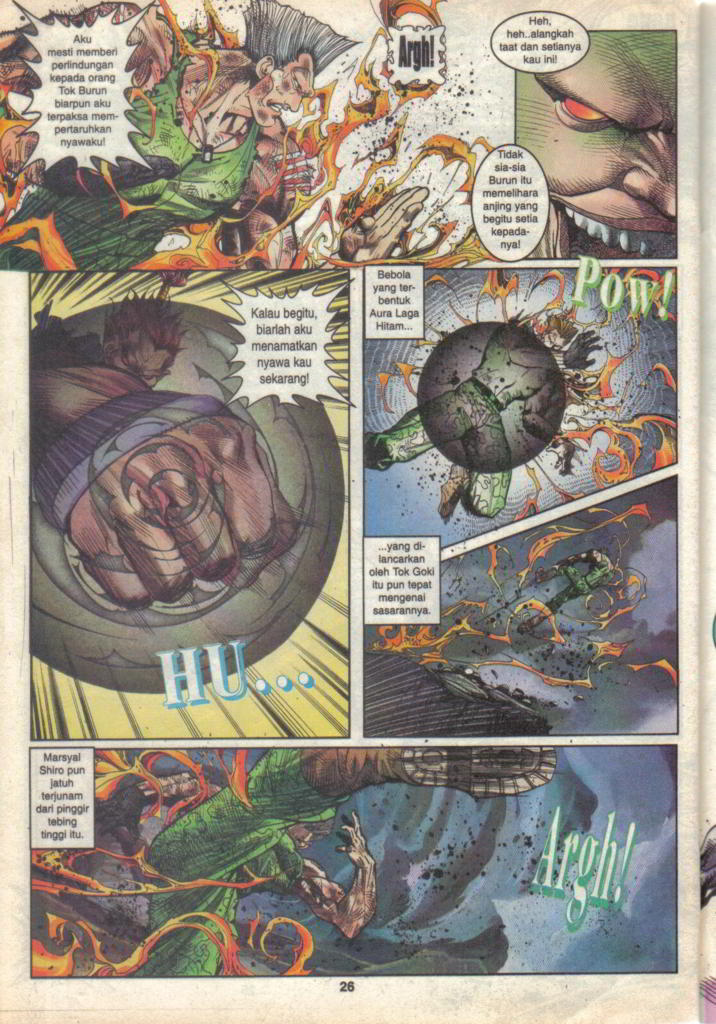 Aku
mesti memberi
perlindungan
kepada orang
Tok Burun
biarpun aku
terpaksa mem-
pertaruhkan
nyawaku!
Argh!
Heh,
heh..alangkah
taat dan setianya
kau ini!
Tidak
sia-sia
Burun itu
memelihara
anjing yang
begitu setia
kepada-
nya!
Kalau begitu,
biarlah aku
menamatkan
nyawa kau
sekarang!
HU...
Bebola
yang ter-
bentuk
Aura Laga
Hitam...
POW!
...yang di-
lancarkan
oleh Tok Goki
itu pun tepat
mengenai
sasarannya.
Marsyal
Shiro pun
jatuh
terjunam
dari pinggir
tebing
tinggi itu.
Argh!
26